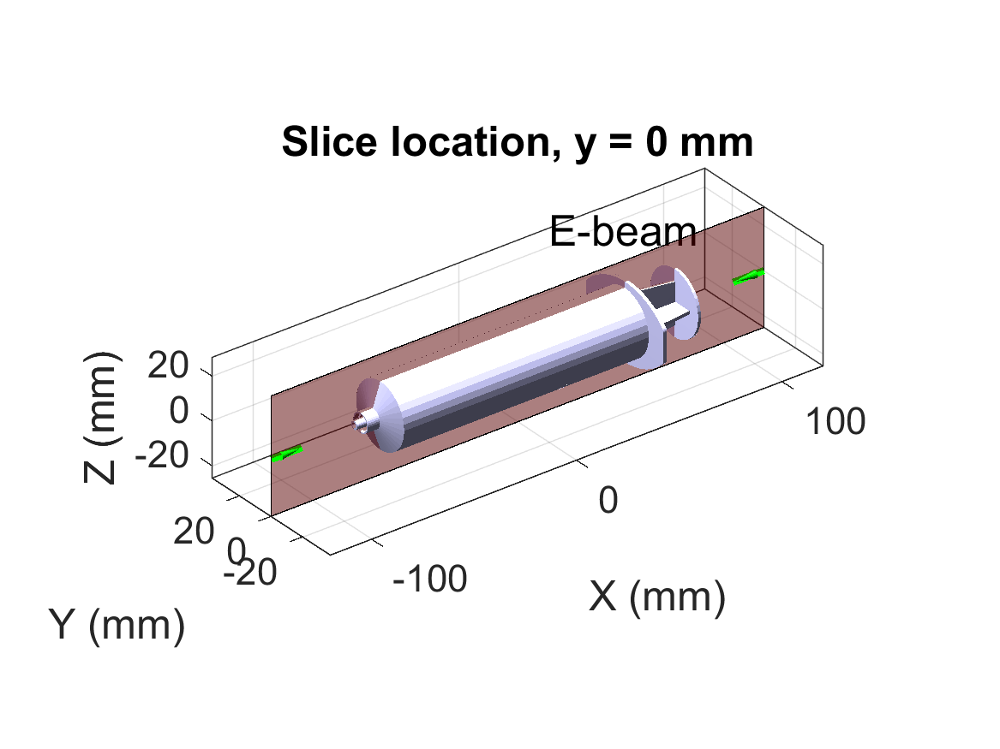 Slice location, y = 0 mm
E-beam
20
0
-20
Z (mm)
20
0
-20
Y (mm)
-100
0
100
X (mm)